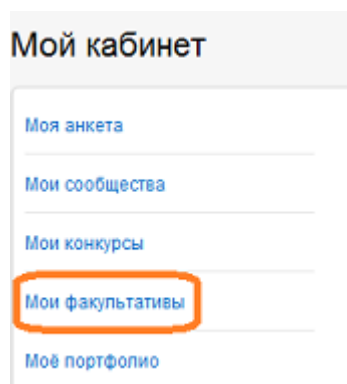 Мой кабинет
Моя анкета
Мои сообщества
Мои конкурсы
Мои факультативы
Моё портфолио